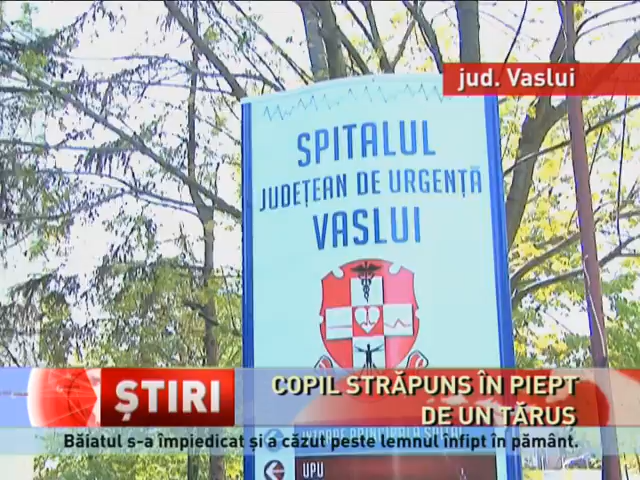 jud. Vaslui
SPITALUL
JUDEȚEAN DE URGENȚĂ
VASLUI
ȘTIRI
COPIL STRĂPUNS ÎN PIEPT
DE UN ȚĂRUȘ
Băiatul s-a împiedicat și a căzut peste lemnul înfipt în pământ.
UPU